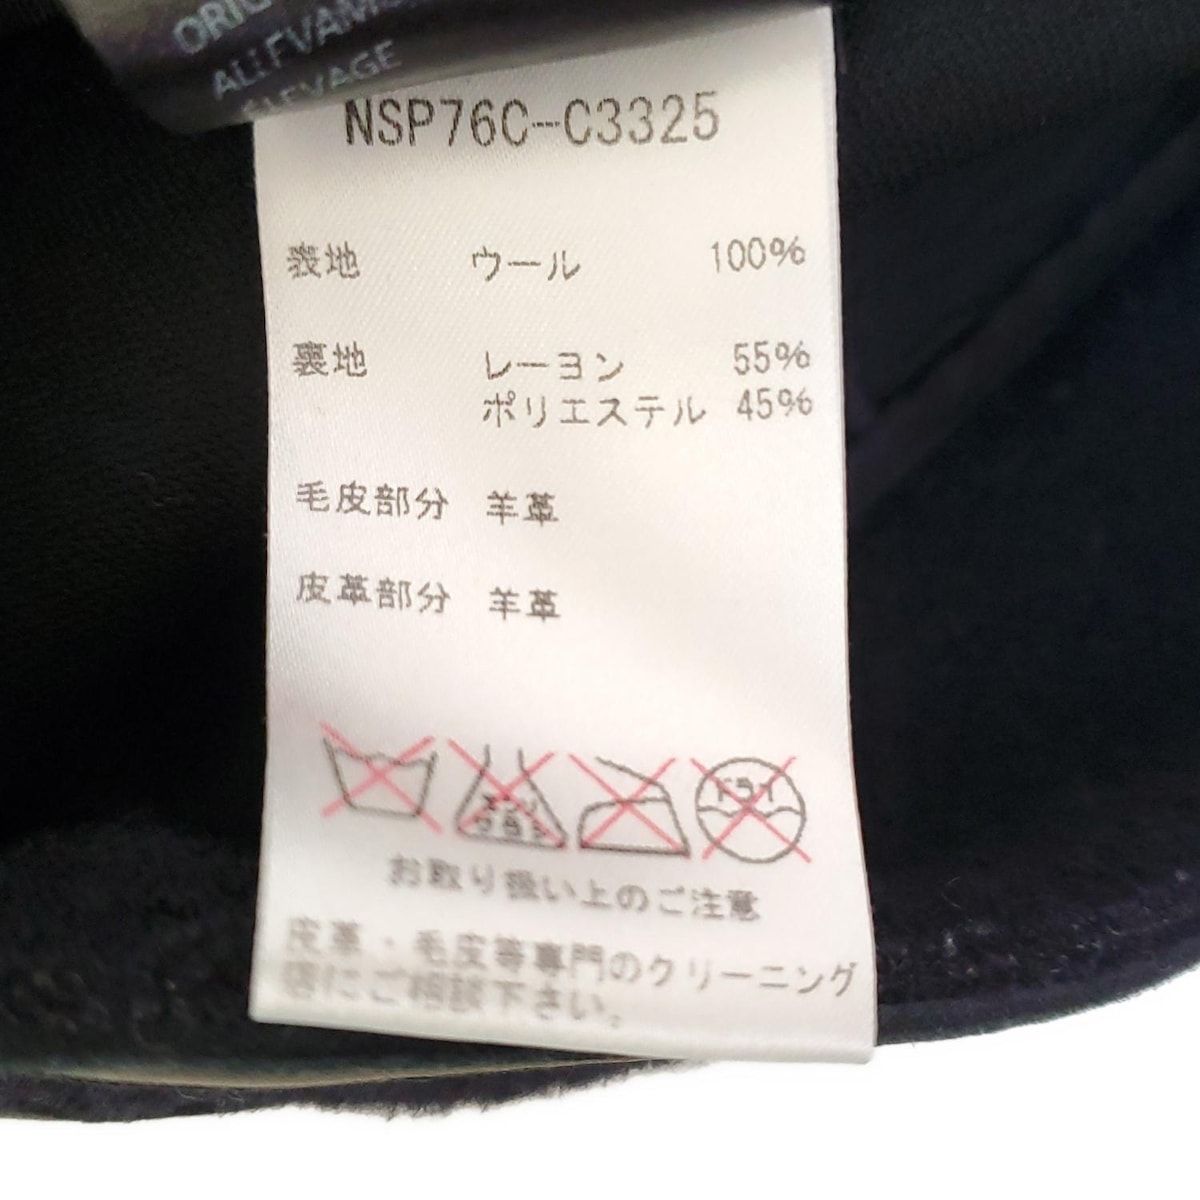 NSP76C-C3325
表地 ウール 100%
裏地 レーヨン 55%
ポリエステル 45%
毛皮部分 羊革
皮革部分 羊革
ドライ
お取り扱い上のご注意
皮革・毛皮等専門のクリーニング
店にご相談下さい。